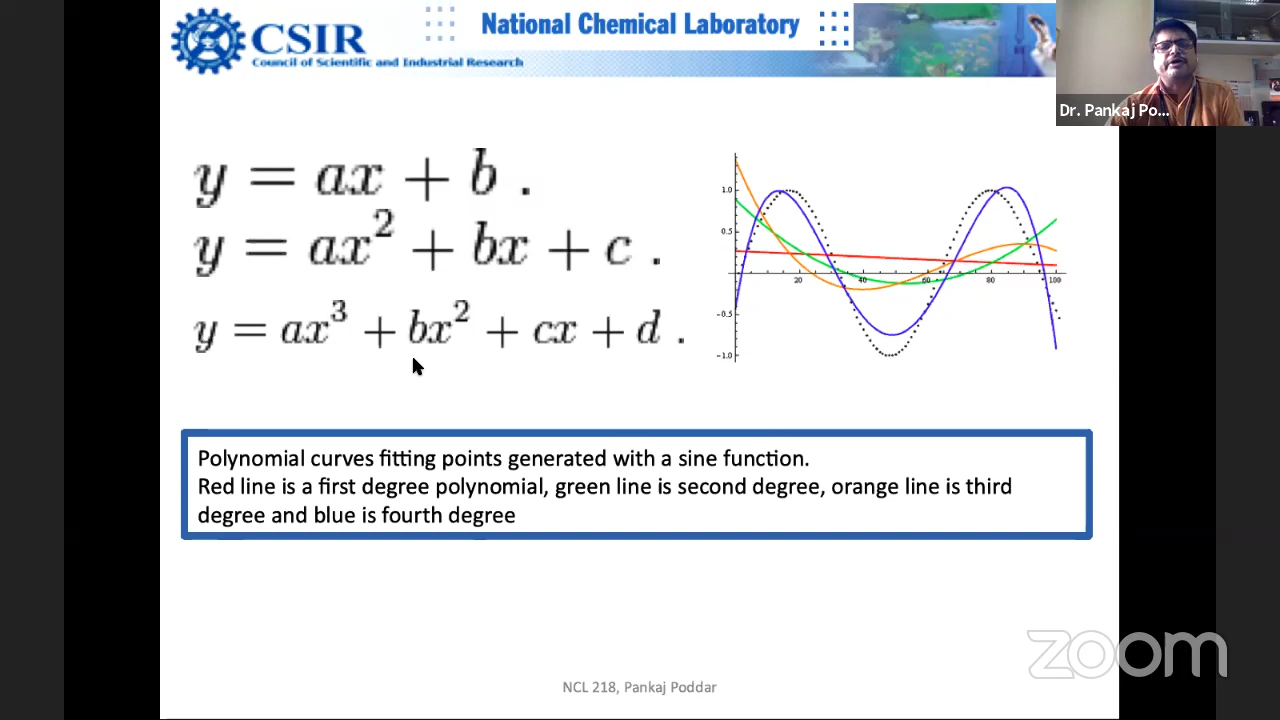 CSIR
Council of Scientific and Industrial Research
National Chemical Laboratory
Dr. Pankaj Po...
y = ax + b .
y = ax² + bx + c .
y = ax³ + bx² + cx + d .
1.0
0.5
20 40 60 80 100
−0.5
−1.0
Polynomial curves fitting points generated with a sine function.
Red line is a first degree polynomial, green line is second degree, orange line is third
degree and blue is fourth degree
zoom
NCL 218, Pankaj Poddar